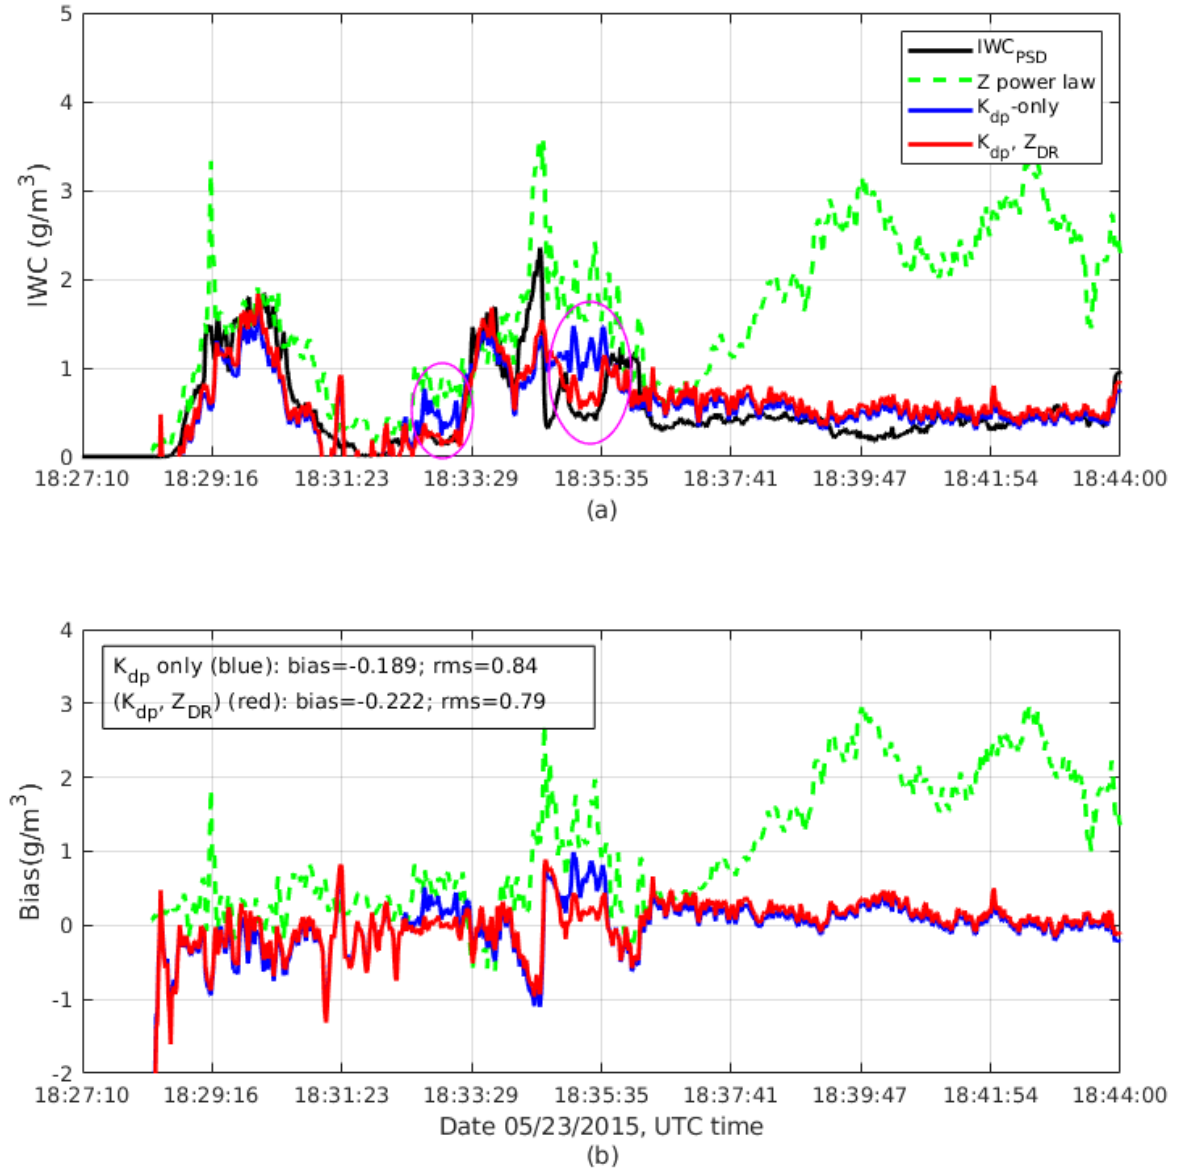 5
4
3
2
1
0
IWC (g/m³)
IWC_PSD
Z power law
K_dp-only
K_dp, Z_DR
18:27:10 18:29:16 18:31:23 18:33:29 18:35:35 18:37:41 18:39:47 18:41:54 18:44:00
(a)
4
3
2
1
0
-1
-2
Bias(g/m³)
K_dp only (blue): bias=-0.189; rms=0.84
(K_dp, Z_DR) (red): bias=-0.222; rms=0.79
18:27:10 18:29:16 18:31:23 18:33:29 18:35:35 18:37:41 18:39:47 18:41:54 18:44:00
Date 05/23/2015, UTC time
(b)